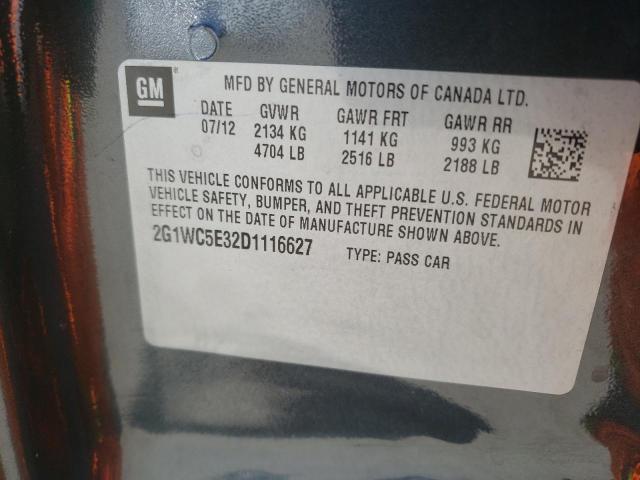 GM
MFD BY GENERAL MOTORS OF CANADA LTD.
DATE GVWR GAWR FRT GAWR RR
07/12 2134 KG 1141 KG 993 KG
4704 LB 2516 LB 2188 LB
THIS VEHICLE CONFORMS TO ALL APPLICABLE U.S. FEDERAL MOTOR
VEHICLE SAFETY, BUMPER, AND THEFT PREVENTION STANDARDS IN
EFFECT ON THE DATE OF MANUFACTURE SHOWN ABOVE.
2G1WC5E32D1116627 TYPE: PASS CAR